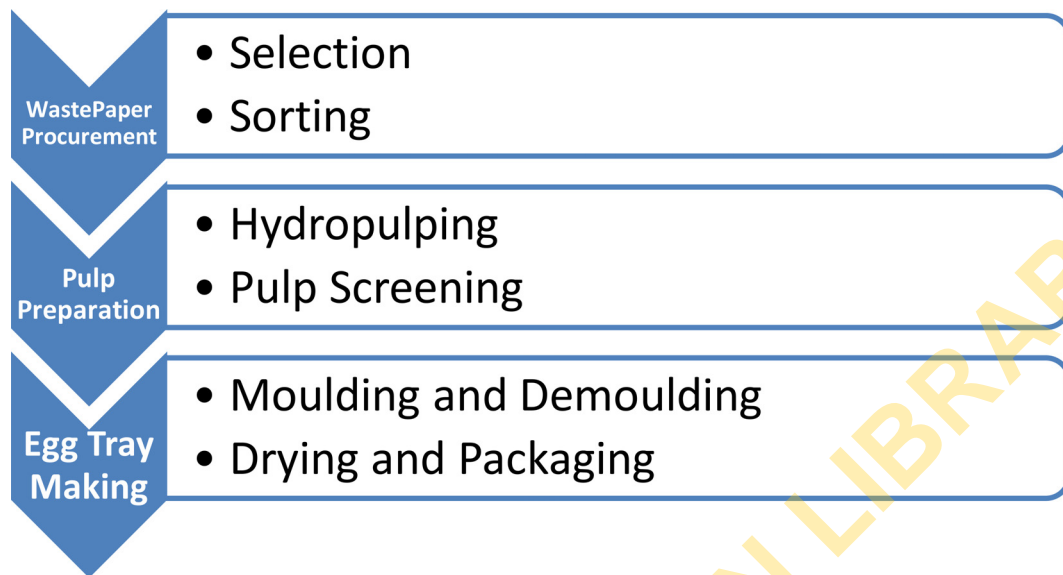 WastePaper
Procurement
• Selection
• Sorting
Pulp
Preparation
• Hydropulping
• Pulp Screening
Egg Tray
Making
• Moulding and Demoulding
• Drying and Packaging